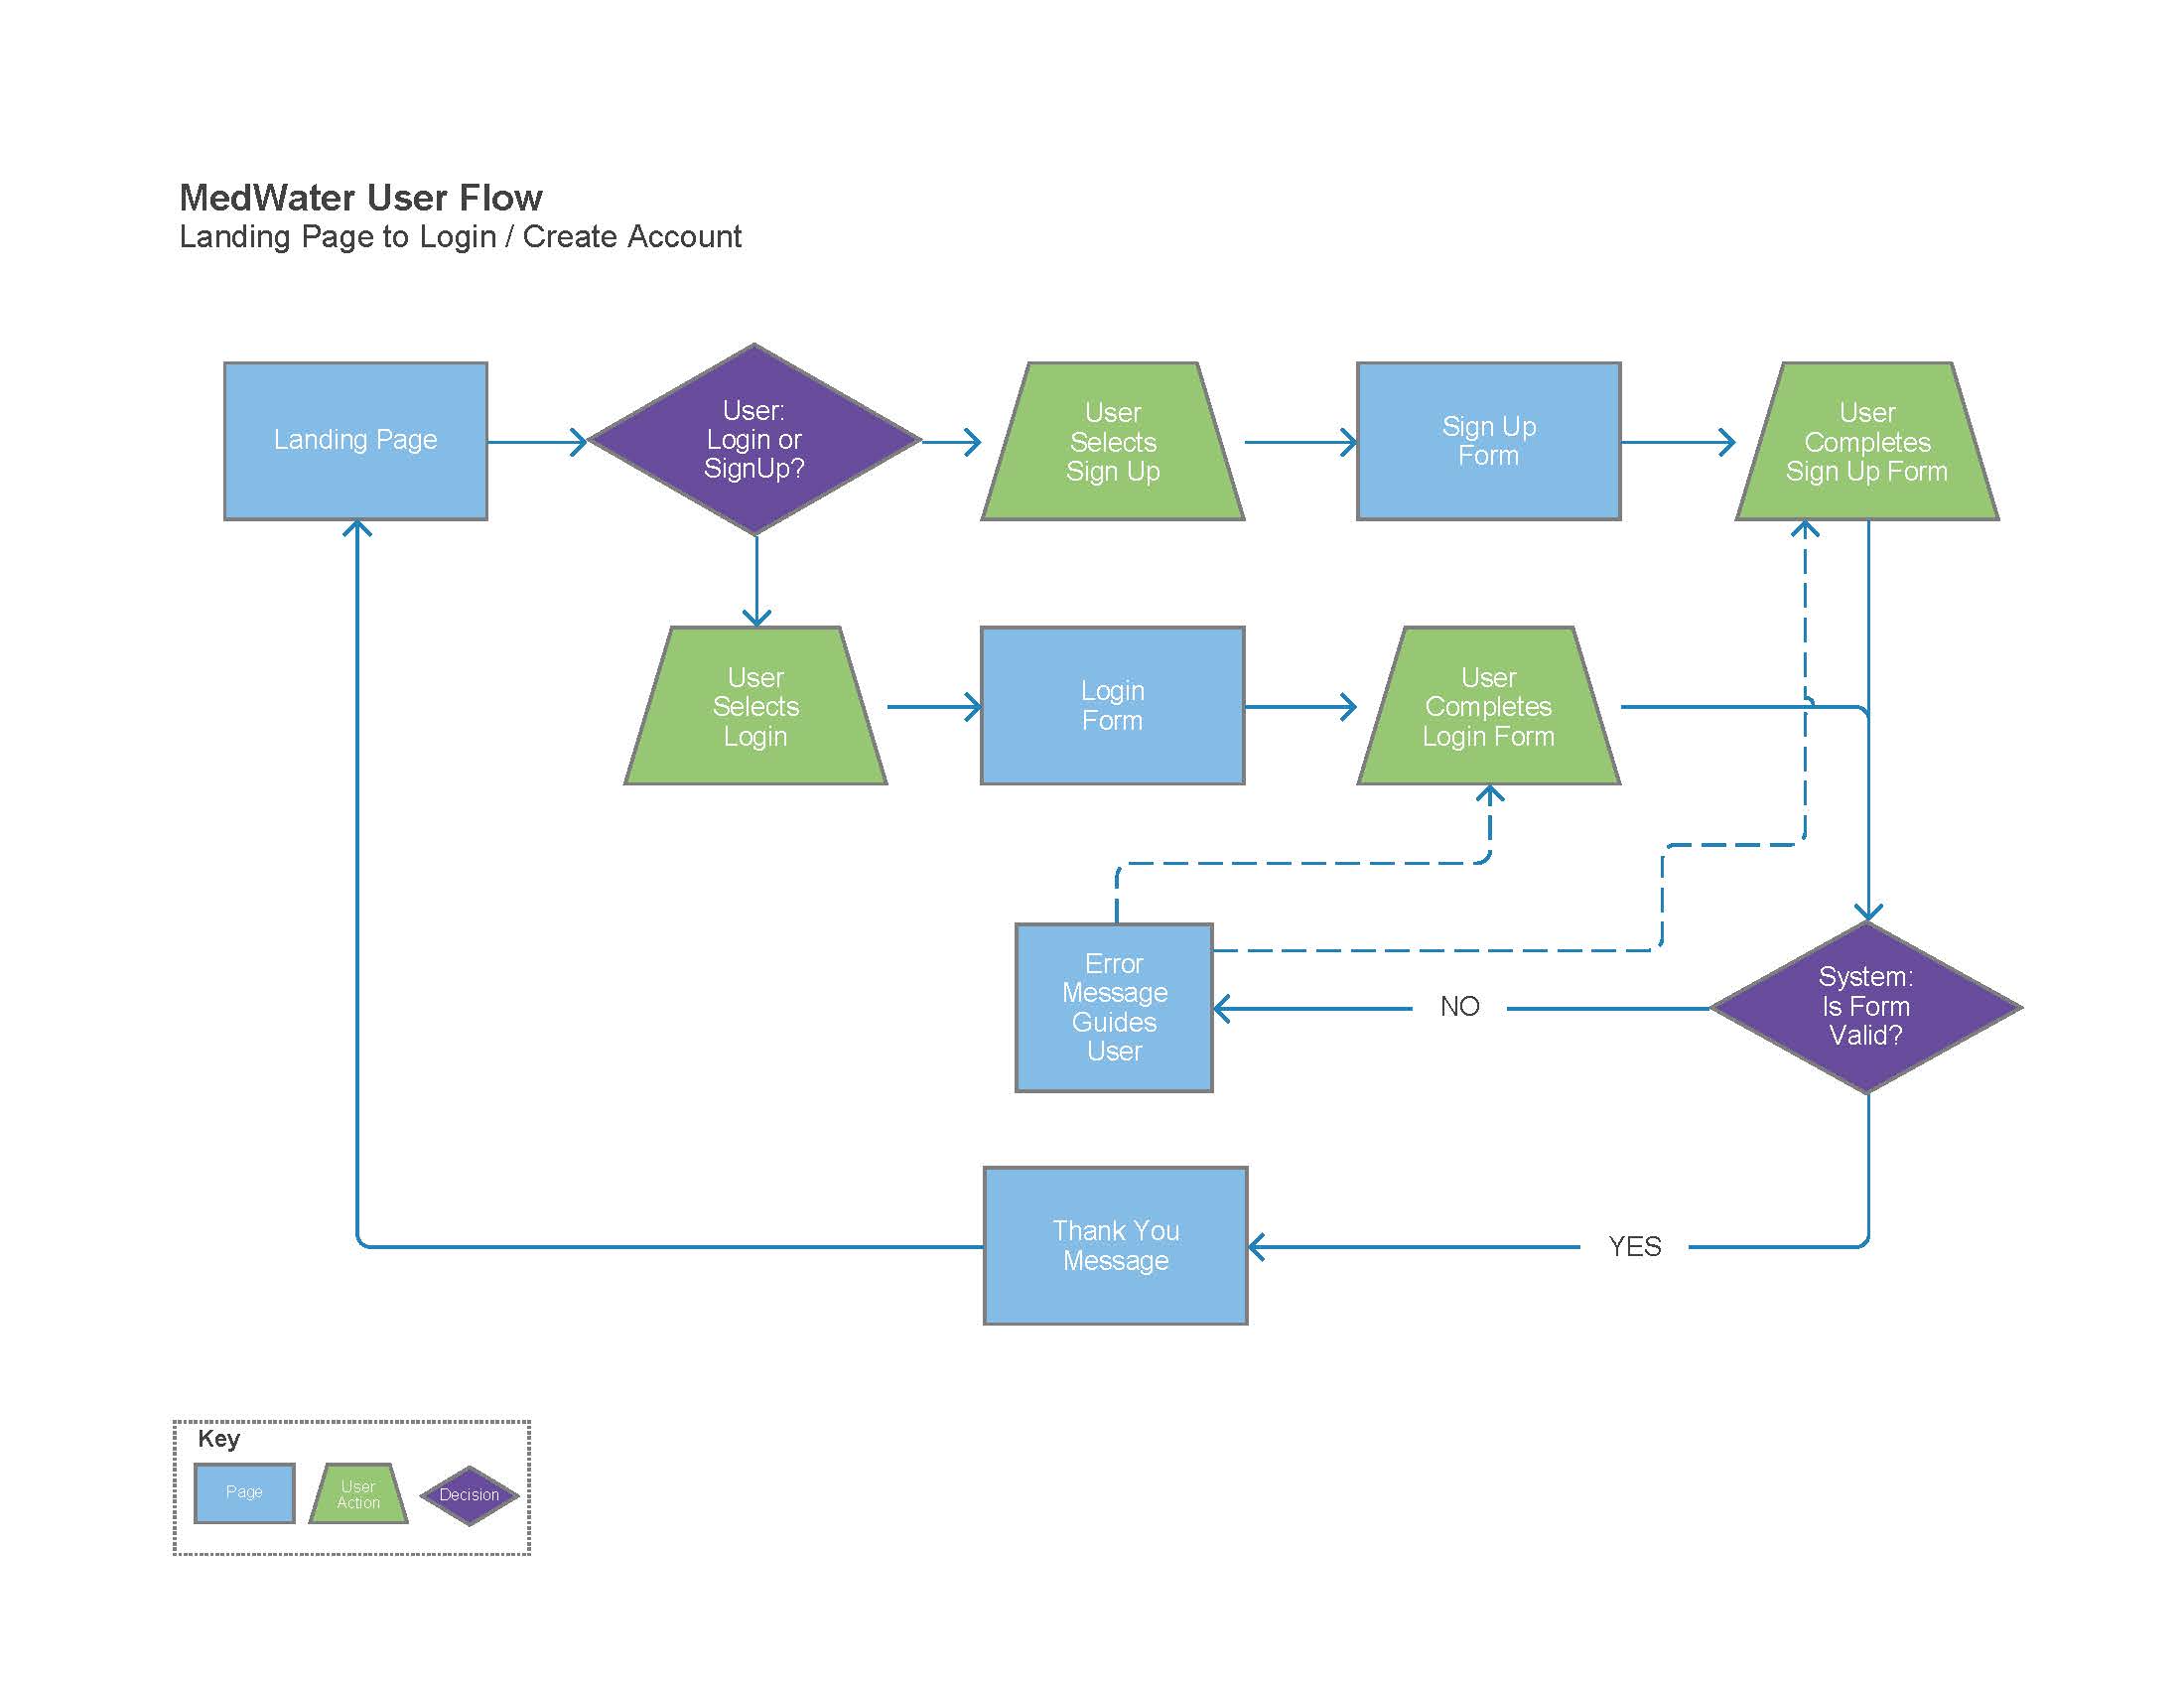 MedWater User Flow
Landing Page to Login / Create Account
Landing Page
User:
Login or
SignUp?
User
Selects
Sign Up
Sign Up
Form
User
Completes
Sign Up Form
User
Selects
Login
Login
Form
User
Completes
Login Form
Error
Message
Guides
User
NO
System:
Is Form
Valid?
Thank You
Message
YES
Key
Page
User
Action
Decision